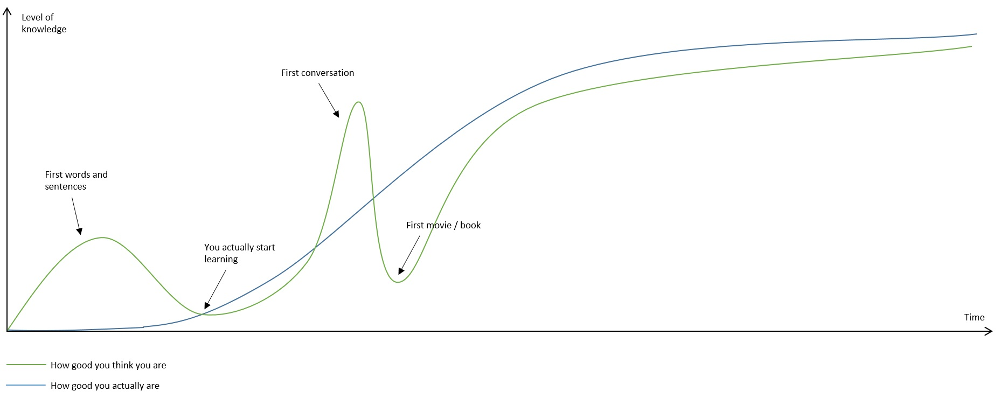 Level of
knowledge
First conversation
First words and
sentences
First movie / book
You actually start
learning
Time
How good you think you are
How good you actually are